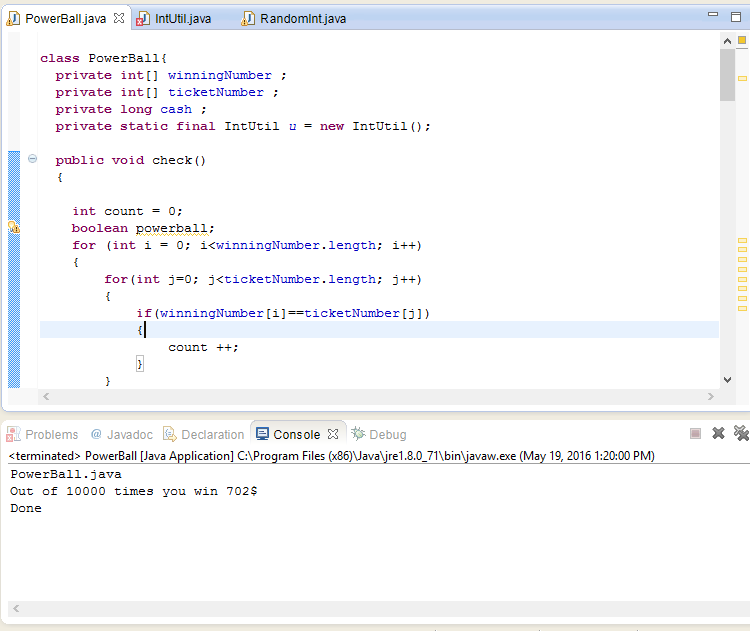 PowerBall.java IntUtil.java RandomInt.java
class PowerBall{
private int[] winningNumber ;
private int[] ticketNumber ;
private long cash ;
private static final IntUtil u = new IntUtil();
public void check()
{
int count = 0;
boolean powerball;
for (int i = 0; i<winningNumber.length; i++)
{
for(int j=0; j<ticketNumber.length; j++)
{
if(winningNumber[i]==ticketNumber[j])
{
count ++;
}
}
Problems @ Javadoc Declaration Console Debug
<terminated> PowerBall [Java Application] C:\Program Files (x86)\Java\jre1.8.0_71\bin\javaw.exe (May 19, 2016 1:20:00 PM)
PowerBall.java
Out of 10000 times you win 702$
Done